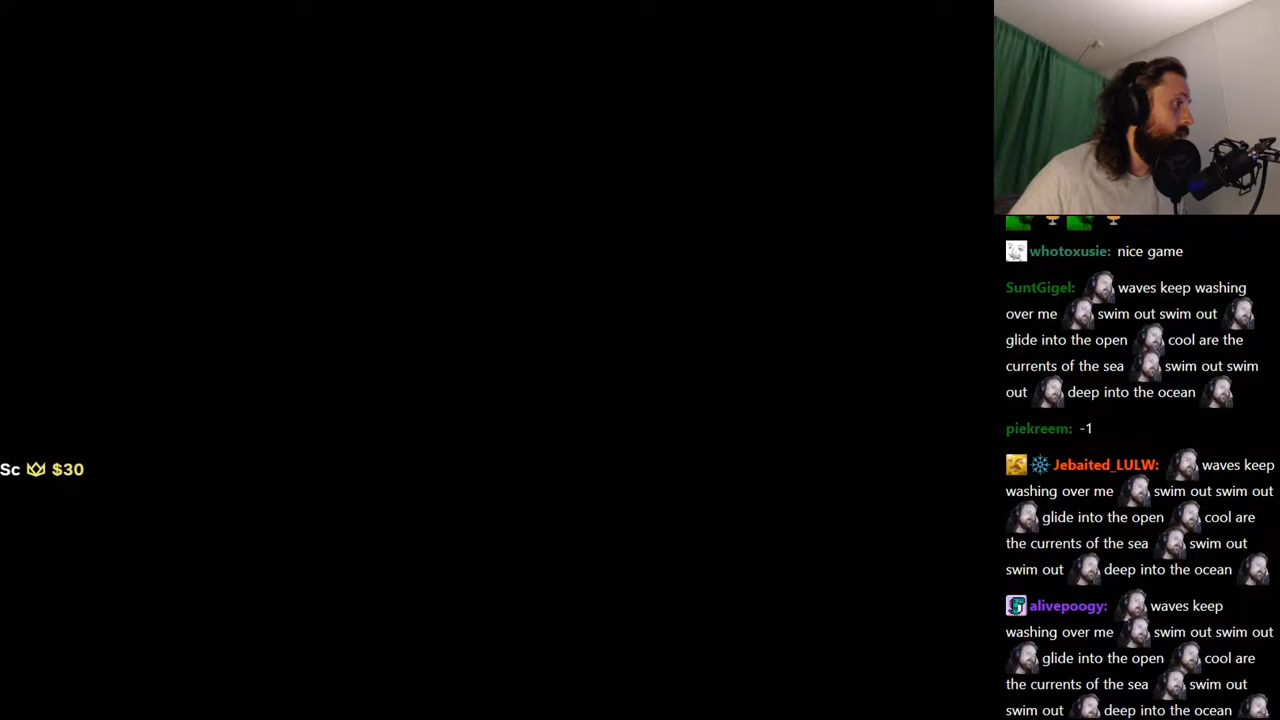 Sc $30
whotoxusie: nice game
SuntGigel: waves keep washing
over me swim out swim out
glide into the open cool are the
currents of the sea swim out swim
out deep into the ocean
piekreem: -1
Jebaited_LULW: waves keep
washing over me swim out swim out
glide into the open cool are
the currents of the sea swim out
swim out deep into the ocean
alivepoogy: waves keep
washing over me swim out swim out
glide into the open cool are
the currents of the sea swim out
swim out deep into the ocean